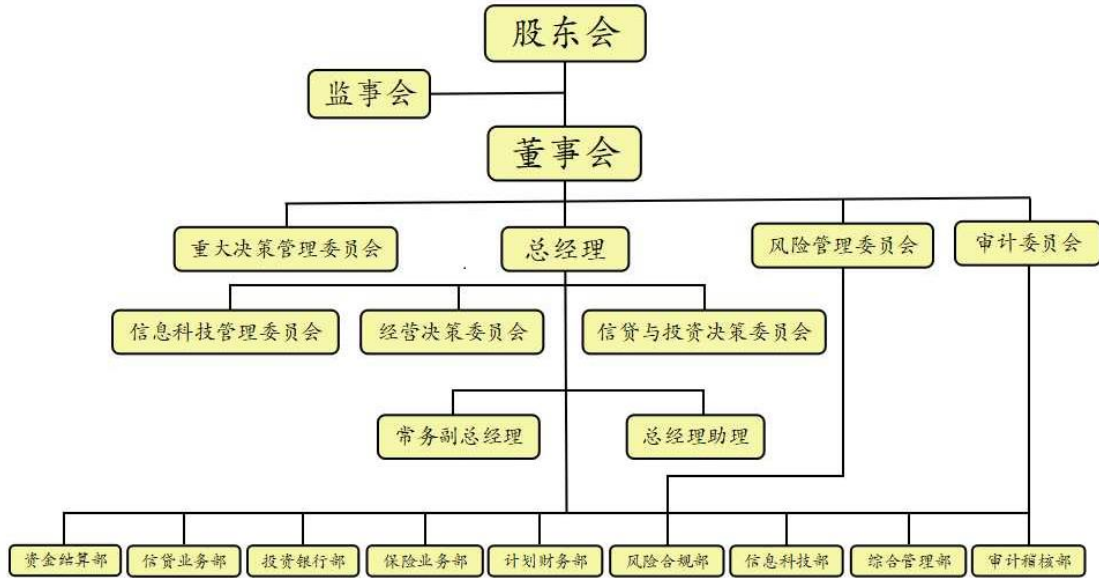 股东会
监事会
董事会
重大决策管理委员会
总经理
风险管理委员会
审计委员会
信息科技管理委员会
经营决策委员会
信贷与投资决策委员会
常务副总经理
总经理助理
资金结算部
信贷业务部
投资银行部
保险业务部
计划财务部
风险合规部
信息科技部
综合管理部
审计稽核部